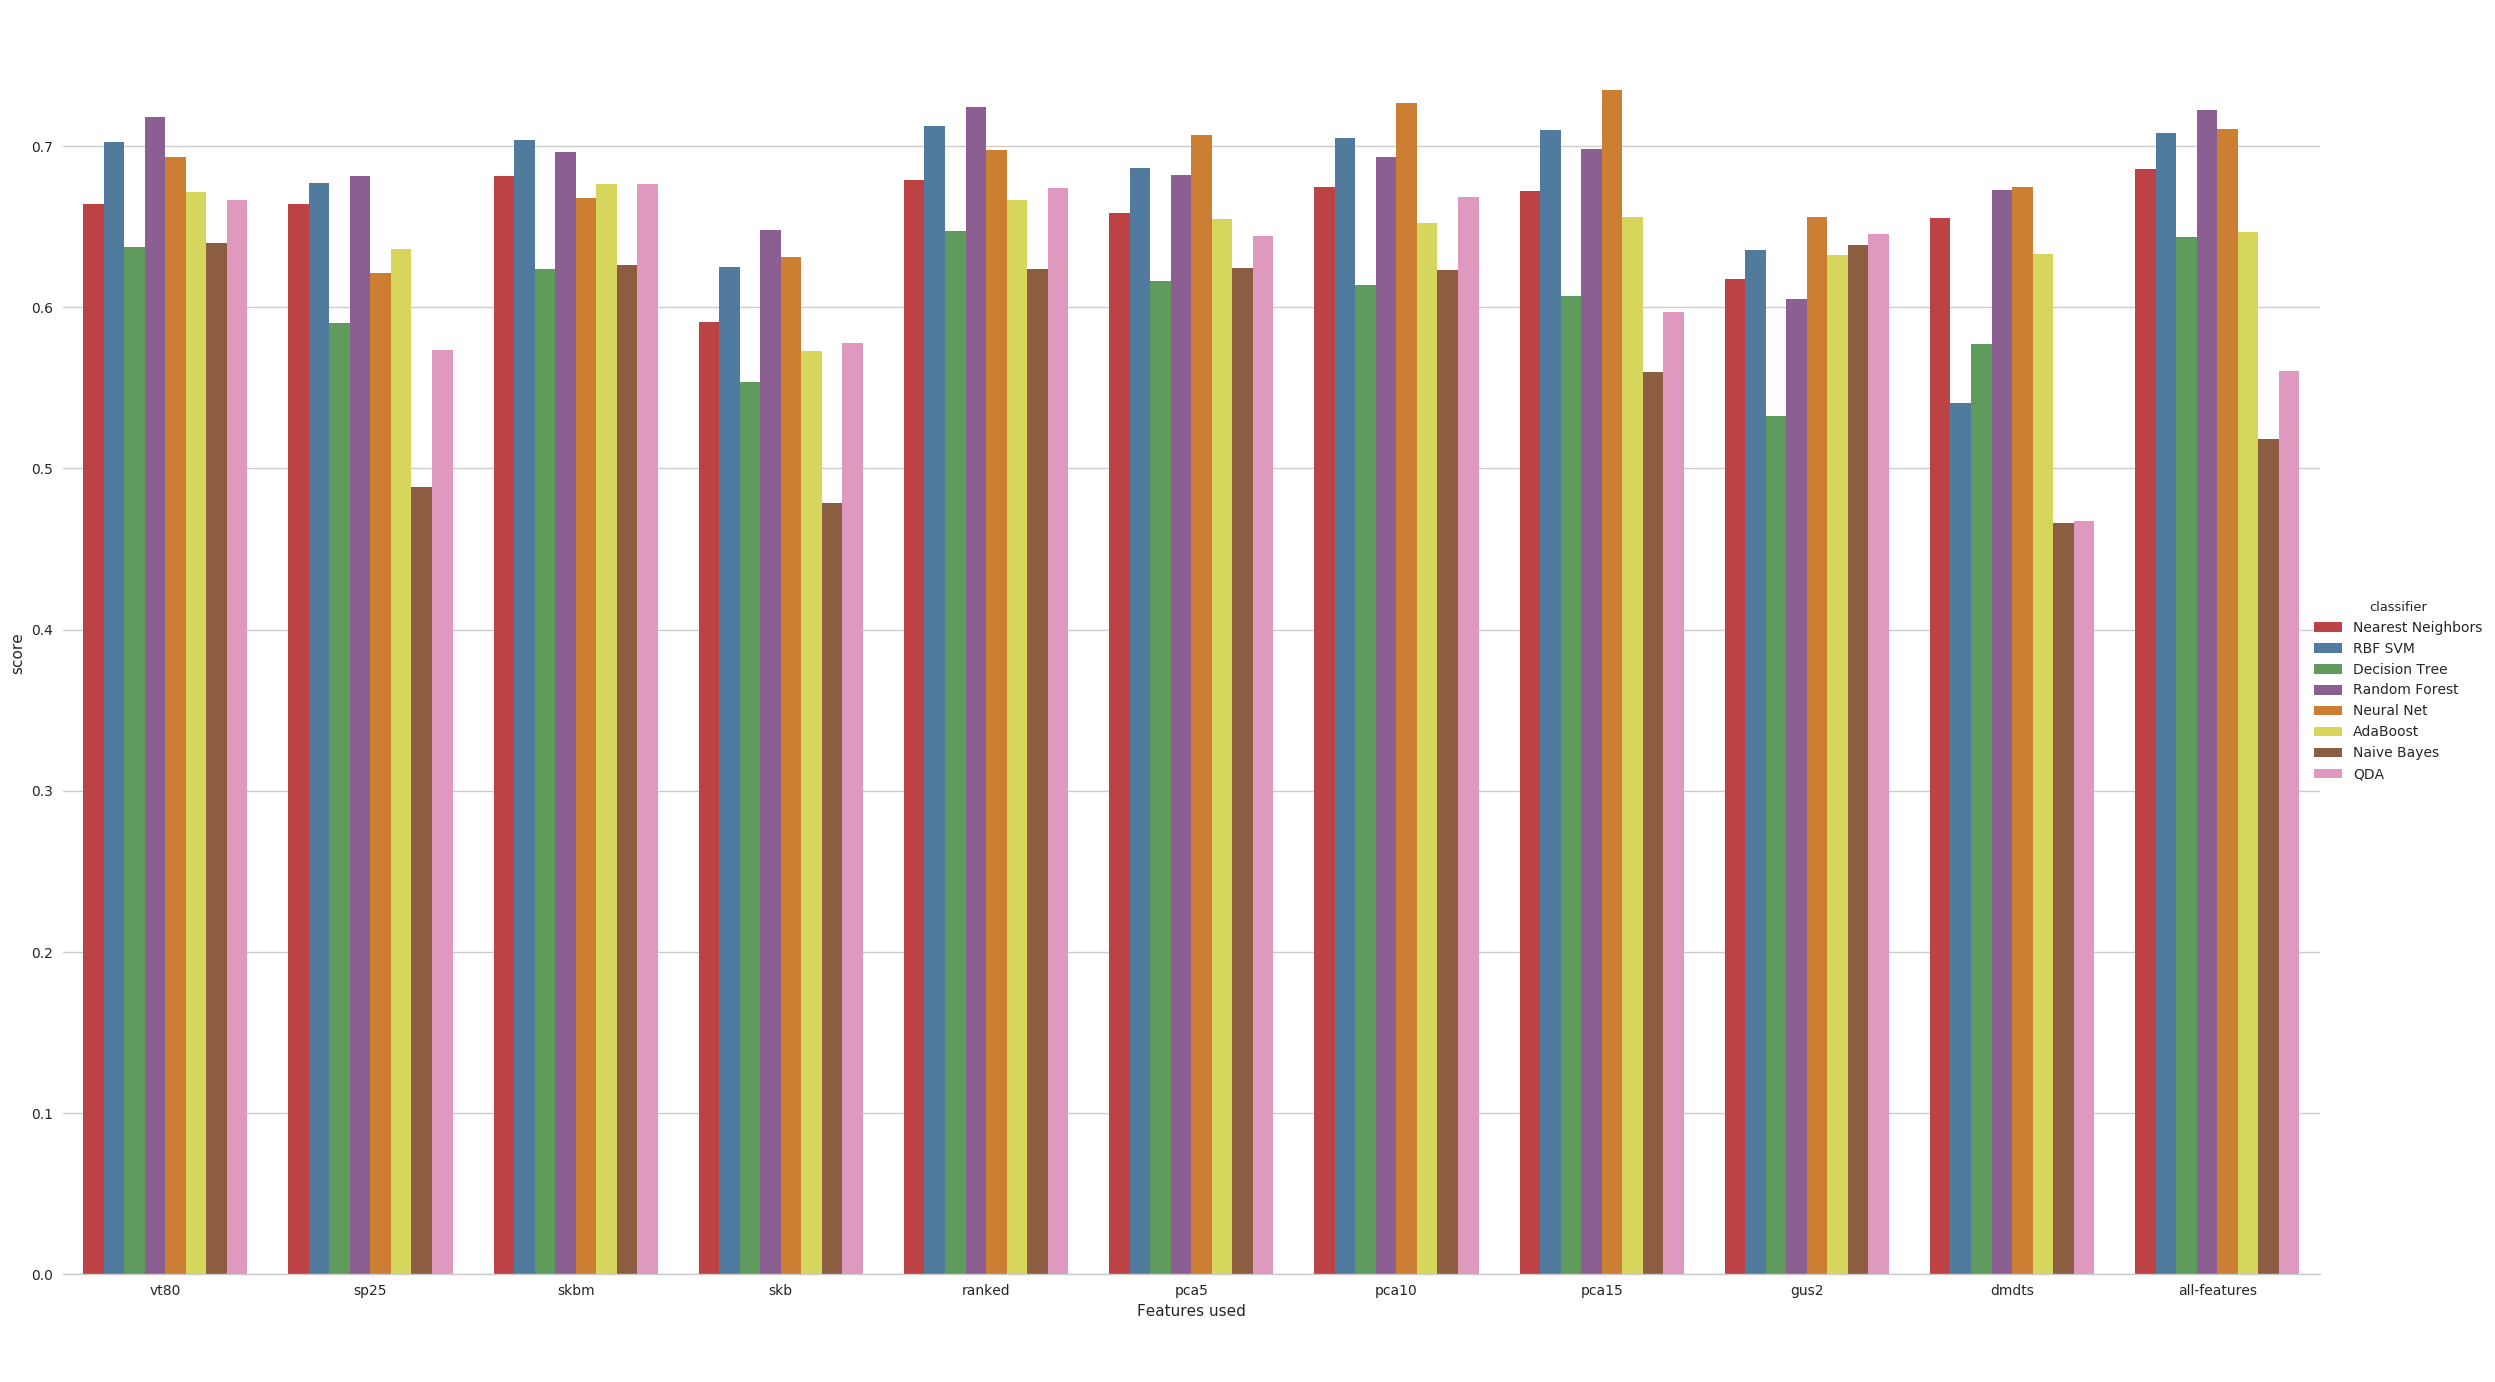 0.7
0.6
0.5
0.4
0.3
0.2
0.1
0.0
score
vt80 sp25 skbm skb ranked pca5 pca10 pca15 gus2 dmdts all-features
Features used
classifier
Nearest Neighbors
RBF SVM
Decision Tree
Random Forest
Neural Net
AdaBoost
Naive Bayes
QDA